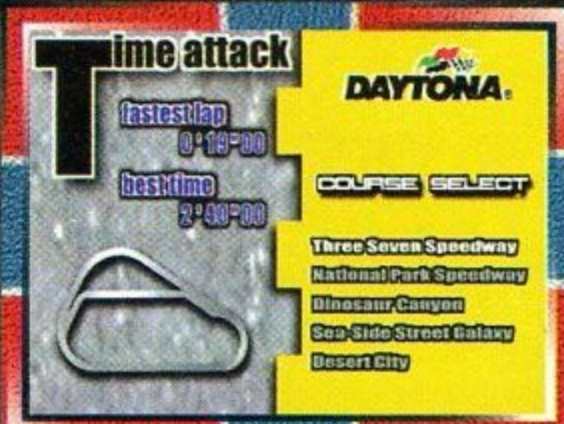 Time attack
fastest lap
0'19"00
best time
2'40"00
DAYTONA®
COURSE SELECT
Three Seven Speedway
National Park Speedway
Dinosaur Canyon
Sea-Side Street Galaxy
Desert City